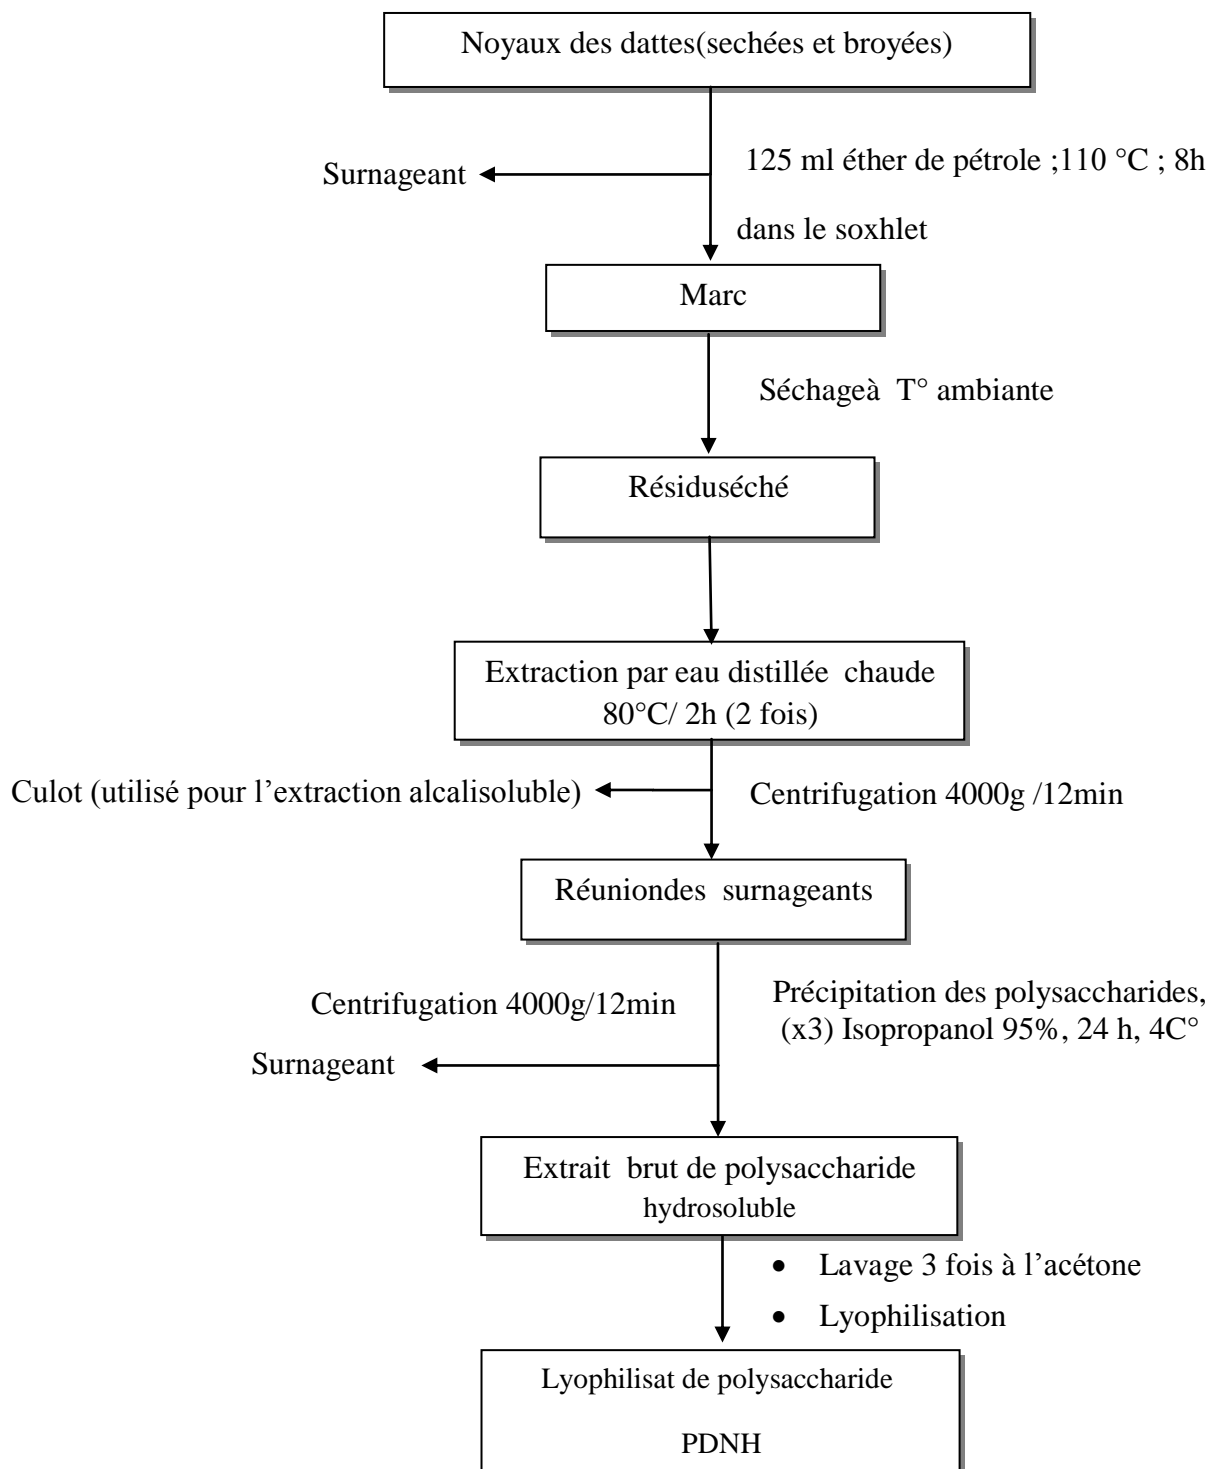 Noyaux des dattes(sechées et broyées)
125 ml éther de pétrole ;110 °C ; 8h
Surnageant
dans le soxhlet
Marc
Séchageà T° ambiante
Résiduséché
Extraction par eau distillée chaude
80°C/ 2h (2 fois)
Culot (utilisé pour l’extraction alcalisoluble)
Centrifugation 4000g /12min
Réuniondes surnageants
Centrifugation 4000g/12min
Précipitation des polysaccharides,
(x3) Isopropanol 95%, 24 h, 4C°
Surnageant
Extrait brut de polysaccharide
hydrosoluble
• Lavage 3 fois à l’acétone
• Lyophilisation
Lyophilisat de polysaccharide
PDNH